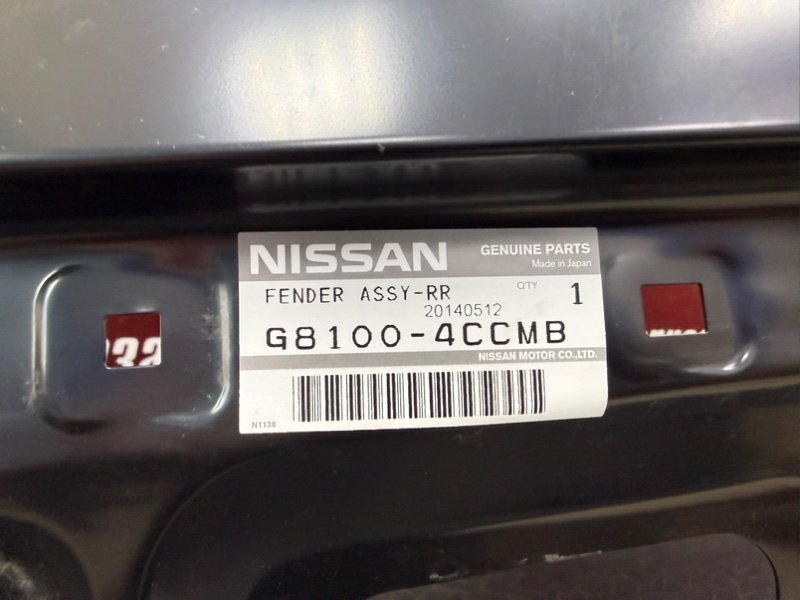 NISSAN GENUINE PARTS
Made in Japan
FENDER ASSY-RR QTY 1
20140512
G8100-4CCMB
NISSAN MOTOR CO.,LTD.
N1138